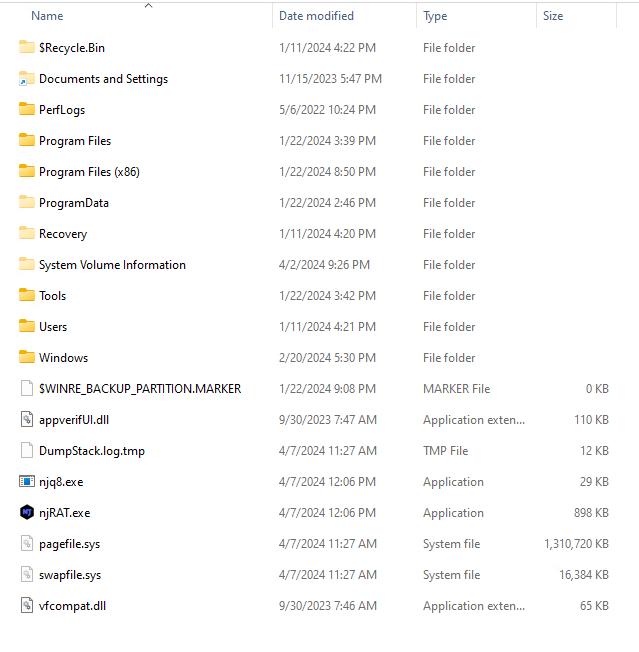 Name Date modified Type Size
$Recycle.Bin 1/11/2024 4:22 PM File folder
Documents and Settings 11/15/2023 5:47 PM File folder
PerfLogs 5/6/2022 10:24 PM File folder
Program Files 1/22/2024 3:39 PM File folder
Program Files (x86) 1/22/2024 8:50 PM File folder
ProgramData 1/22/2024 2:46 PM File folder
Recovery 1/11/2024 4:20 PM File folder
System Volume Information 4/2/2024 9:26 PM File folder
Tools 1/22/2024 3:42 PM File folder
Users 1/11/2024 4:21 PM File folder
Windows 2/20/2024 5:30 PM File folder
$WINRE_BACKUP_PARTITION.MARKER 1/22/2024 9:08 PM MARKER File 0 KB
appverifUI.dll 9/30/2023 7:47 AM Application exten... 110 KB
DumpStack.log.tmp 4/7/2024 11:27 AM TMP File 12 KB
njq8.exe 4/7/2024 12:06 PM Application 29 KB
njRAT.exe 4/7/2024 12:06 PM Application 898 KB
pagefile.sys 4/7/2024 11:27 AM System file 1,310,720 KB
swapfile.sys 4/7/2024 11:27 AM System file 16,384 KB
vfcompat.dll 9/30/2023 7:46 AM Application exten... 65 KB